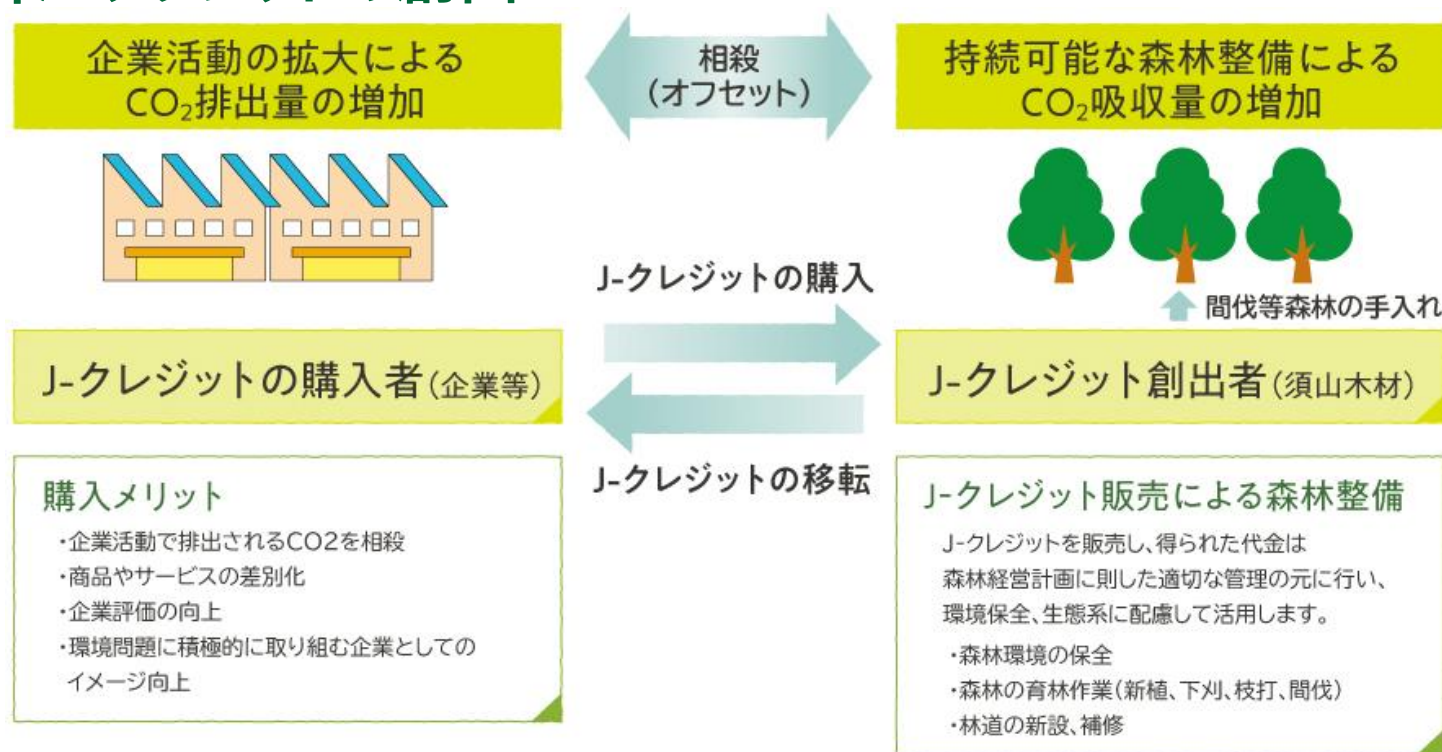 企業活動の拡大による
CO₂排出量の増加
相殺
(オフセット)
持続可能な森林整備による
CO₂吸収量の増加
J-クレジットの購入
間伐等森林の手入れ
J-クレジットの購入者(企業等)
J-クレジット創出者(須山木材)
J-クレジットの移転
購入メリット
・企業活動で排出されるCO2を相殺
・商品やサービスの差別化
・企業評価の向上
・環境問題に積極的に取り組む企業としての
イメージ向上
J-クレジット販売による森林整備
J-クレジットを販売し、得られた代金は
森林経営計画に則した適切な管理の元に行い、
環境保全、生態系に配慮して活用します。
・森林環境の保全
・森林の育林作業(新植、下刈、枝打、間伐)
・林道の新設、補修